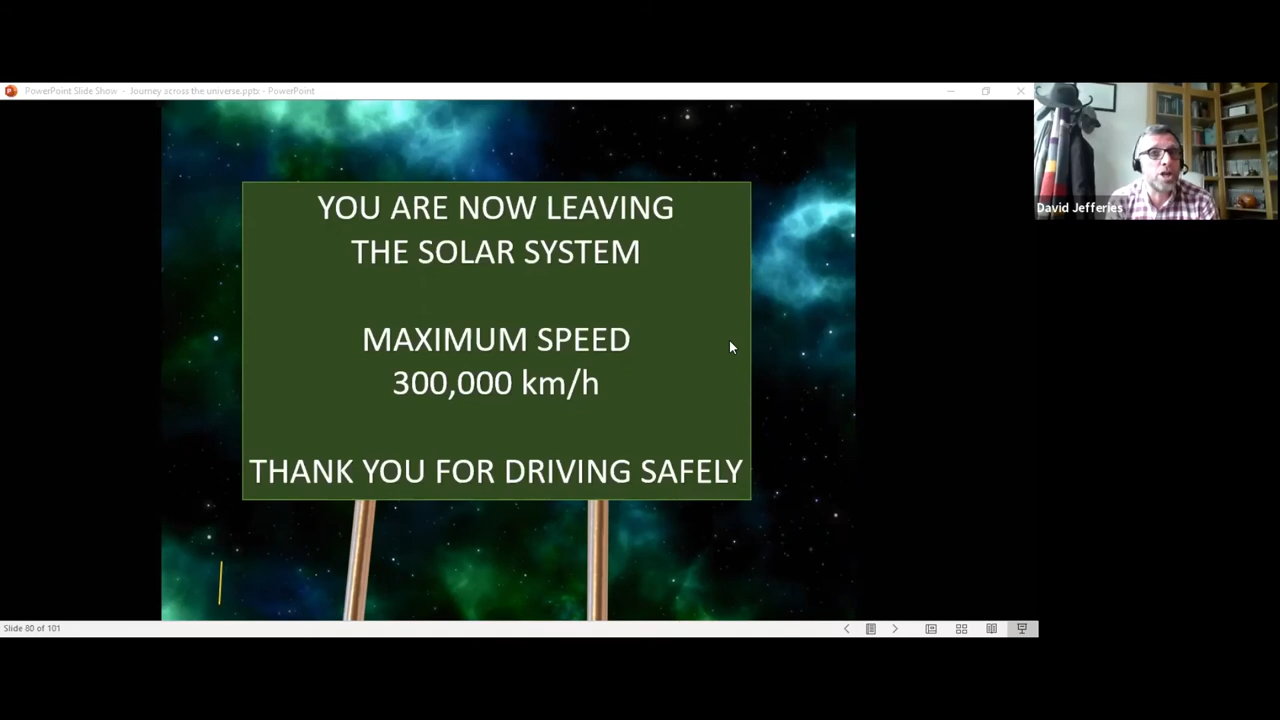 PowerPoint Slide Show - Journey across the universe.pptx - PowerPoint
David Jefferies
YOU ARE NOW LEAVING
THE SOLAR SYSTEM
MAXIMUM SPEED
300,000 km/h
THANK YOU FOR DRIVING SAFELY
Slide 80 of 101